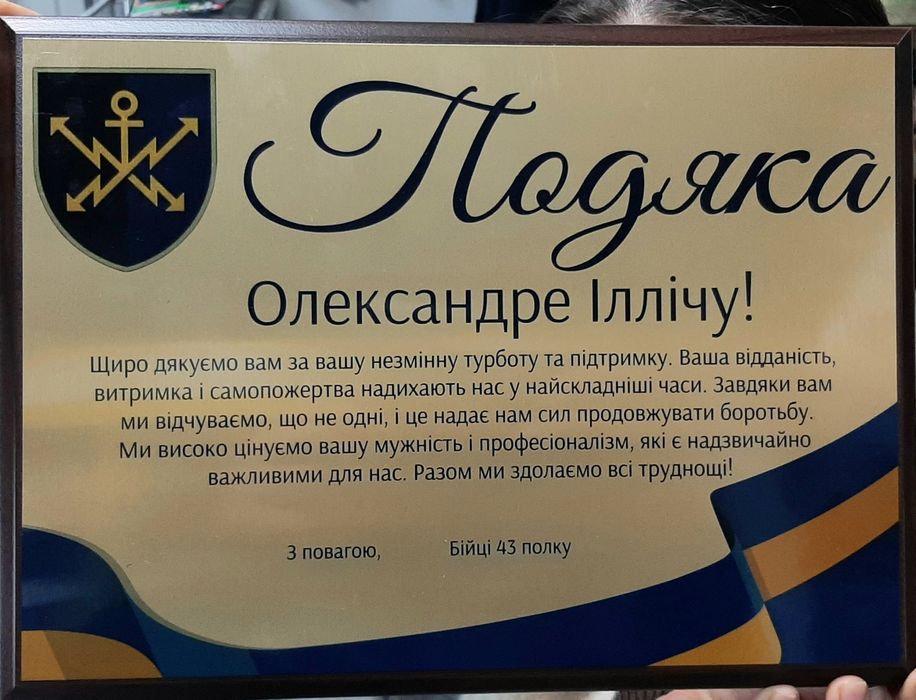 Подяка
Олександре Іллічу!
Щиро дякуємо вам за вашу незмінну турботу та підтримку. Ваша відданість,
витримка і самопожертва надихають нас у найскладніші часи. Завдяки вам
ми відчуваємо, що не одні, і це надає нам сил продовжувати боротьбу.
Ми високо цінуємо вашу мужність і професіоналізм, які є надзвичайно
важливими для нас. Разом ми здолаємо всі труднощі!
З повагою, Бійці 43 полку